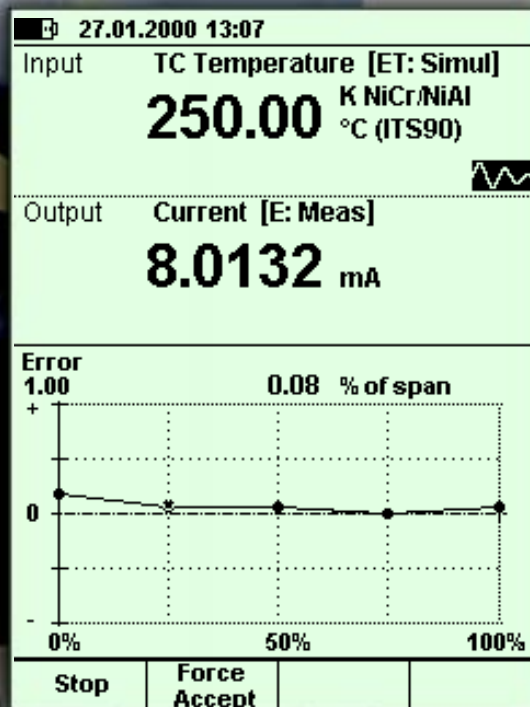 27.01.2000 13:07
Input TC Temperature [ET: Simul]
250.00 K NiCr/NiAl
°C (ITS90)
Output Current [E: Meas]
8.0132 mA
Error
1.00 0.08 % of span
+
0
-
0% 50% 100%
Stop Force
Accept